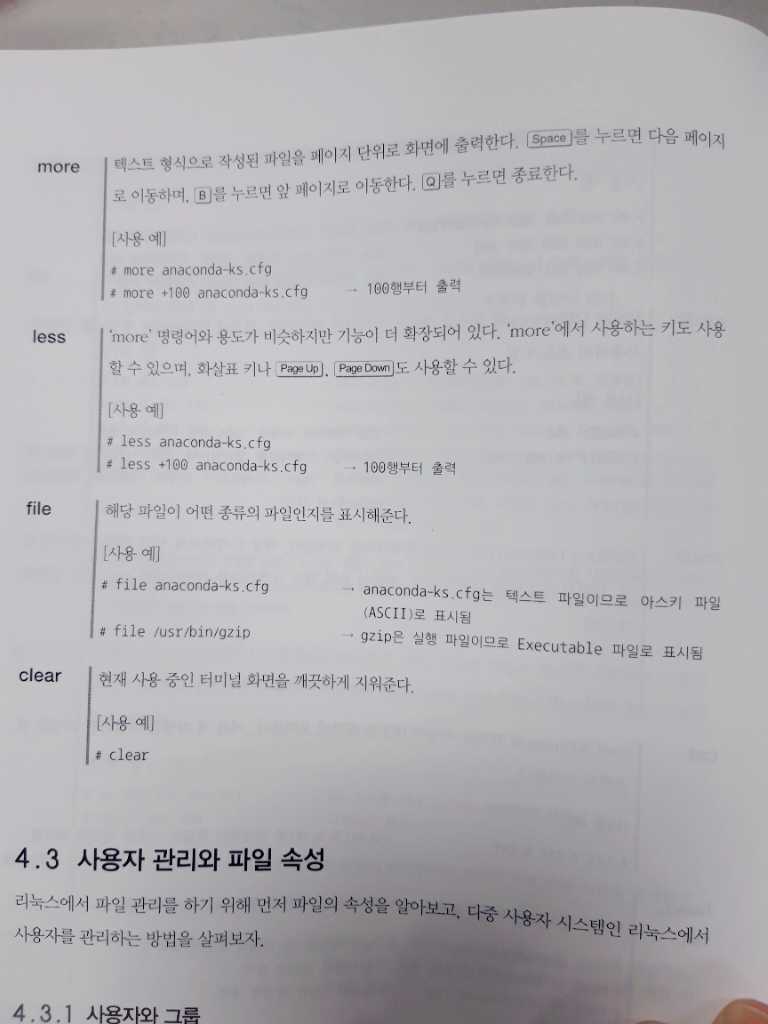 more
텍스트 형식으로 작성된 파일을 페이지 단위로 화면에 출력한다. Space를 누르면 다음 페이지
로 이동하며, B를 누르면 앞 페이지로 이동한다. Q를 누르면 종료한다.
[사용 예]
# more anaconda-ks.cfg
# more +100 anaconda-ks.cfg → 100행부터 출력
less
'more' 명령어와 용도가 비슷하지만 기능이 더 확장되어 있다. 'more'에서 사용하는 키도 사용
할 수 있으며, 화살표 키나 Page Up, Page Down도 사용할 수 있다.
[사용 예]
# less anaconda-ks.cfg
# less +100 anaconda-ks.cfg → 100행부터 출력
file
해당 파일이 어떤 종류의 파일인지를 표시해준다.
[사용 예]
# file anaconda-ks.cfg → anaconda-ks.cfg는 텍스트 파일이므로 아스키 파일
(ASCII)로 표시됨
# file /usr/bin/gzip → gzip은 실행 파일이므로 Executable 파일로 표시됨
clear
현재 사용 중인 터미널 화면을 깨끗하게 지워준다.
[사용 예]
# clear
4.3 사용자 관리와 파일 속성
리눅스에서 파일 관리를 하기 위해 먼저 파일의 속성을 알아보고, 다중 사용자 시스템인 리눅스에서
사용자를 관리하는 방법을 살펴보자.
4.3.1 사용자와 그룹